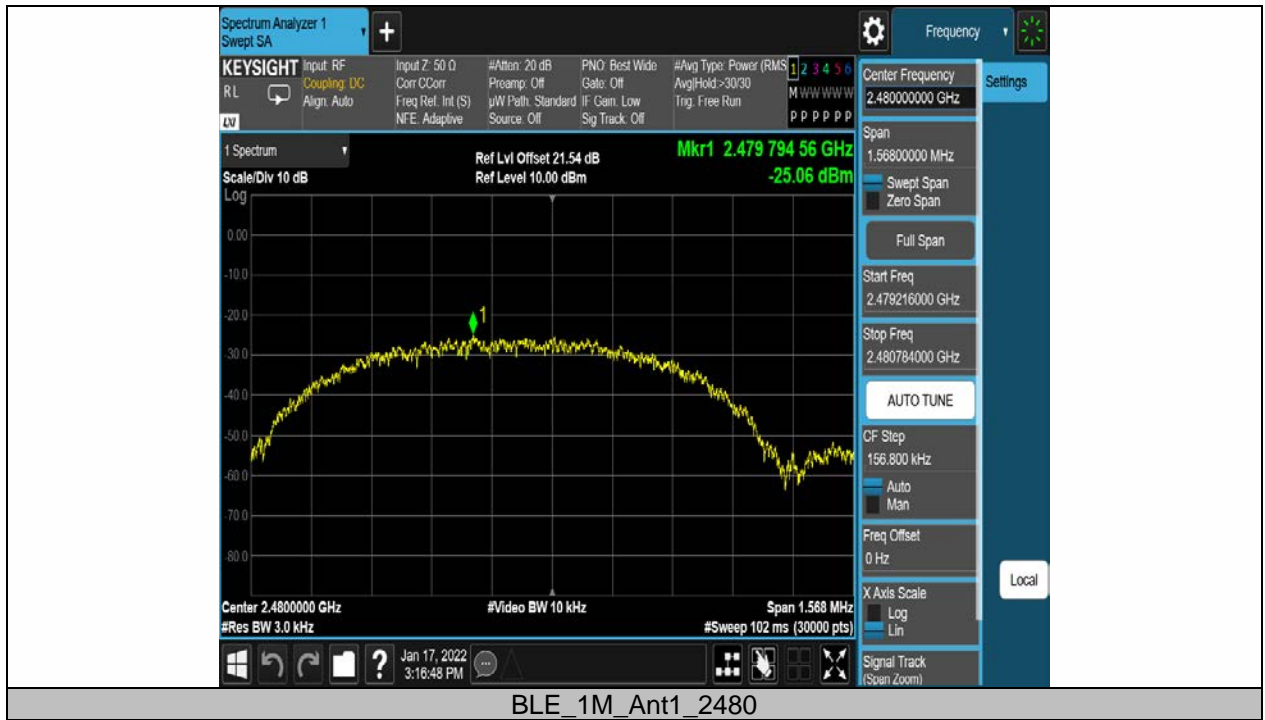 Spectrum Analyzer 1
Swept SA
+
Frequency
KEYSIGHT
RL
LXI
Input: RF
Coupling: DC
Align: Auto
Input Z: 50 Ω
Corr CCorr
Freq Ref: Int (S)
NFE: Adaptive
#Atten: 20 dB
Preamp: Off
µW Path: Standard
Source: Off
PNO: Best Wide
Gate: Off
IF Gain: Low
Sig Track: Off
#Avg Type: Power (RMS
Avg|Hold:>30/30
Trig: Free Run
1 2 3 4 5 6
M W W W W W
P P P P P P
1 Spectrum
Scale/Div 10 dB
Ref Lvl Offset 21.54 dB
Ref Level 10.00 dBm
Mkr1 2.479 794 56 GHz
-25.06 dBm
Log
0.00
-10.0
-20.0
-30.0
-40.0
-50.0
-60.0
-70.0
-80.0
1
Center 2.4800000 GHz
#Res BW 3.0 kHz
#Video BW 10 kHz
Span 1.568 MHz
#Sweep 102 ms (30000 pts)
Center Frequency
2.480000000 GHz
Span
1.56800000 MHz
Swept Span
Zero Span
Full Span
Start Freq
2.479216000 GHz
Stop Freq
2.480784000 GHz
AUTO TUNE
CF Step
156.800 kHz
Auto
Man
Freq Offset
0 Hz
X Axis Scale
Log
Lin
Signal Track
(Span Zoom)
Settings
Local
?
Jan 17, 2022
3:16:48 PM
BLE_1M_Ant1_2480